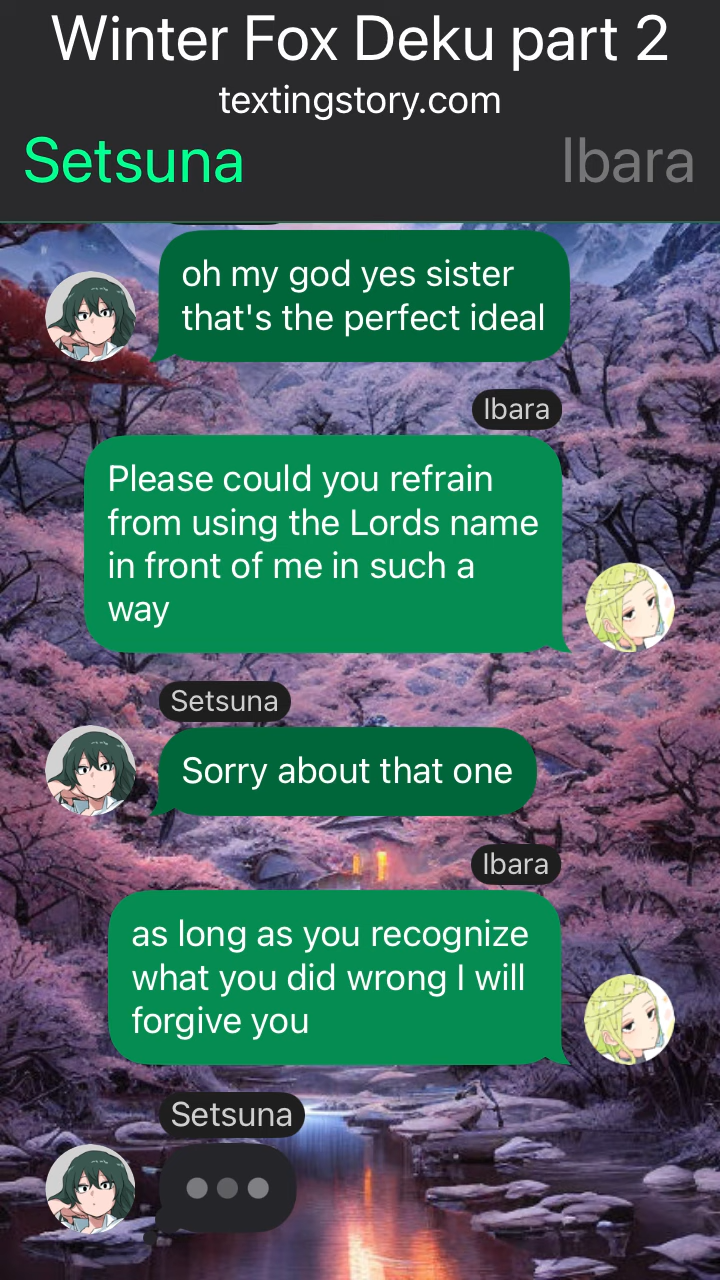 Winter Fox Deku part 2
textingstory.com
Setsuna
Ibara
oh my god yes sister
that's the perfect ideal
Ibara
Please could you refrain
from using the Lords name
in front of me in such a
way
Setsuna
Sorry about that one
Ibara
as long as you recognize
what you did wrong I will
forgive you
Setsuna